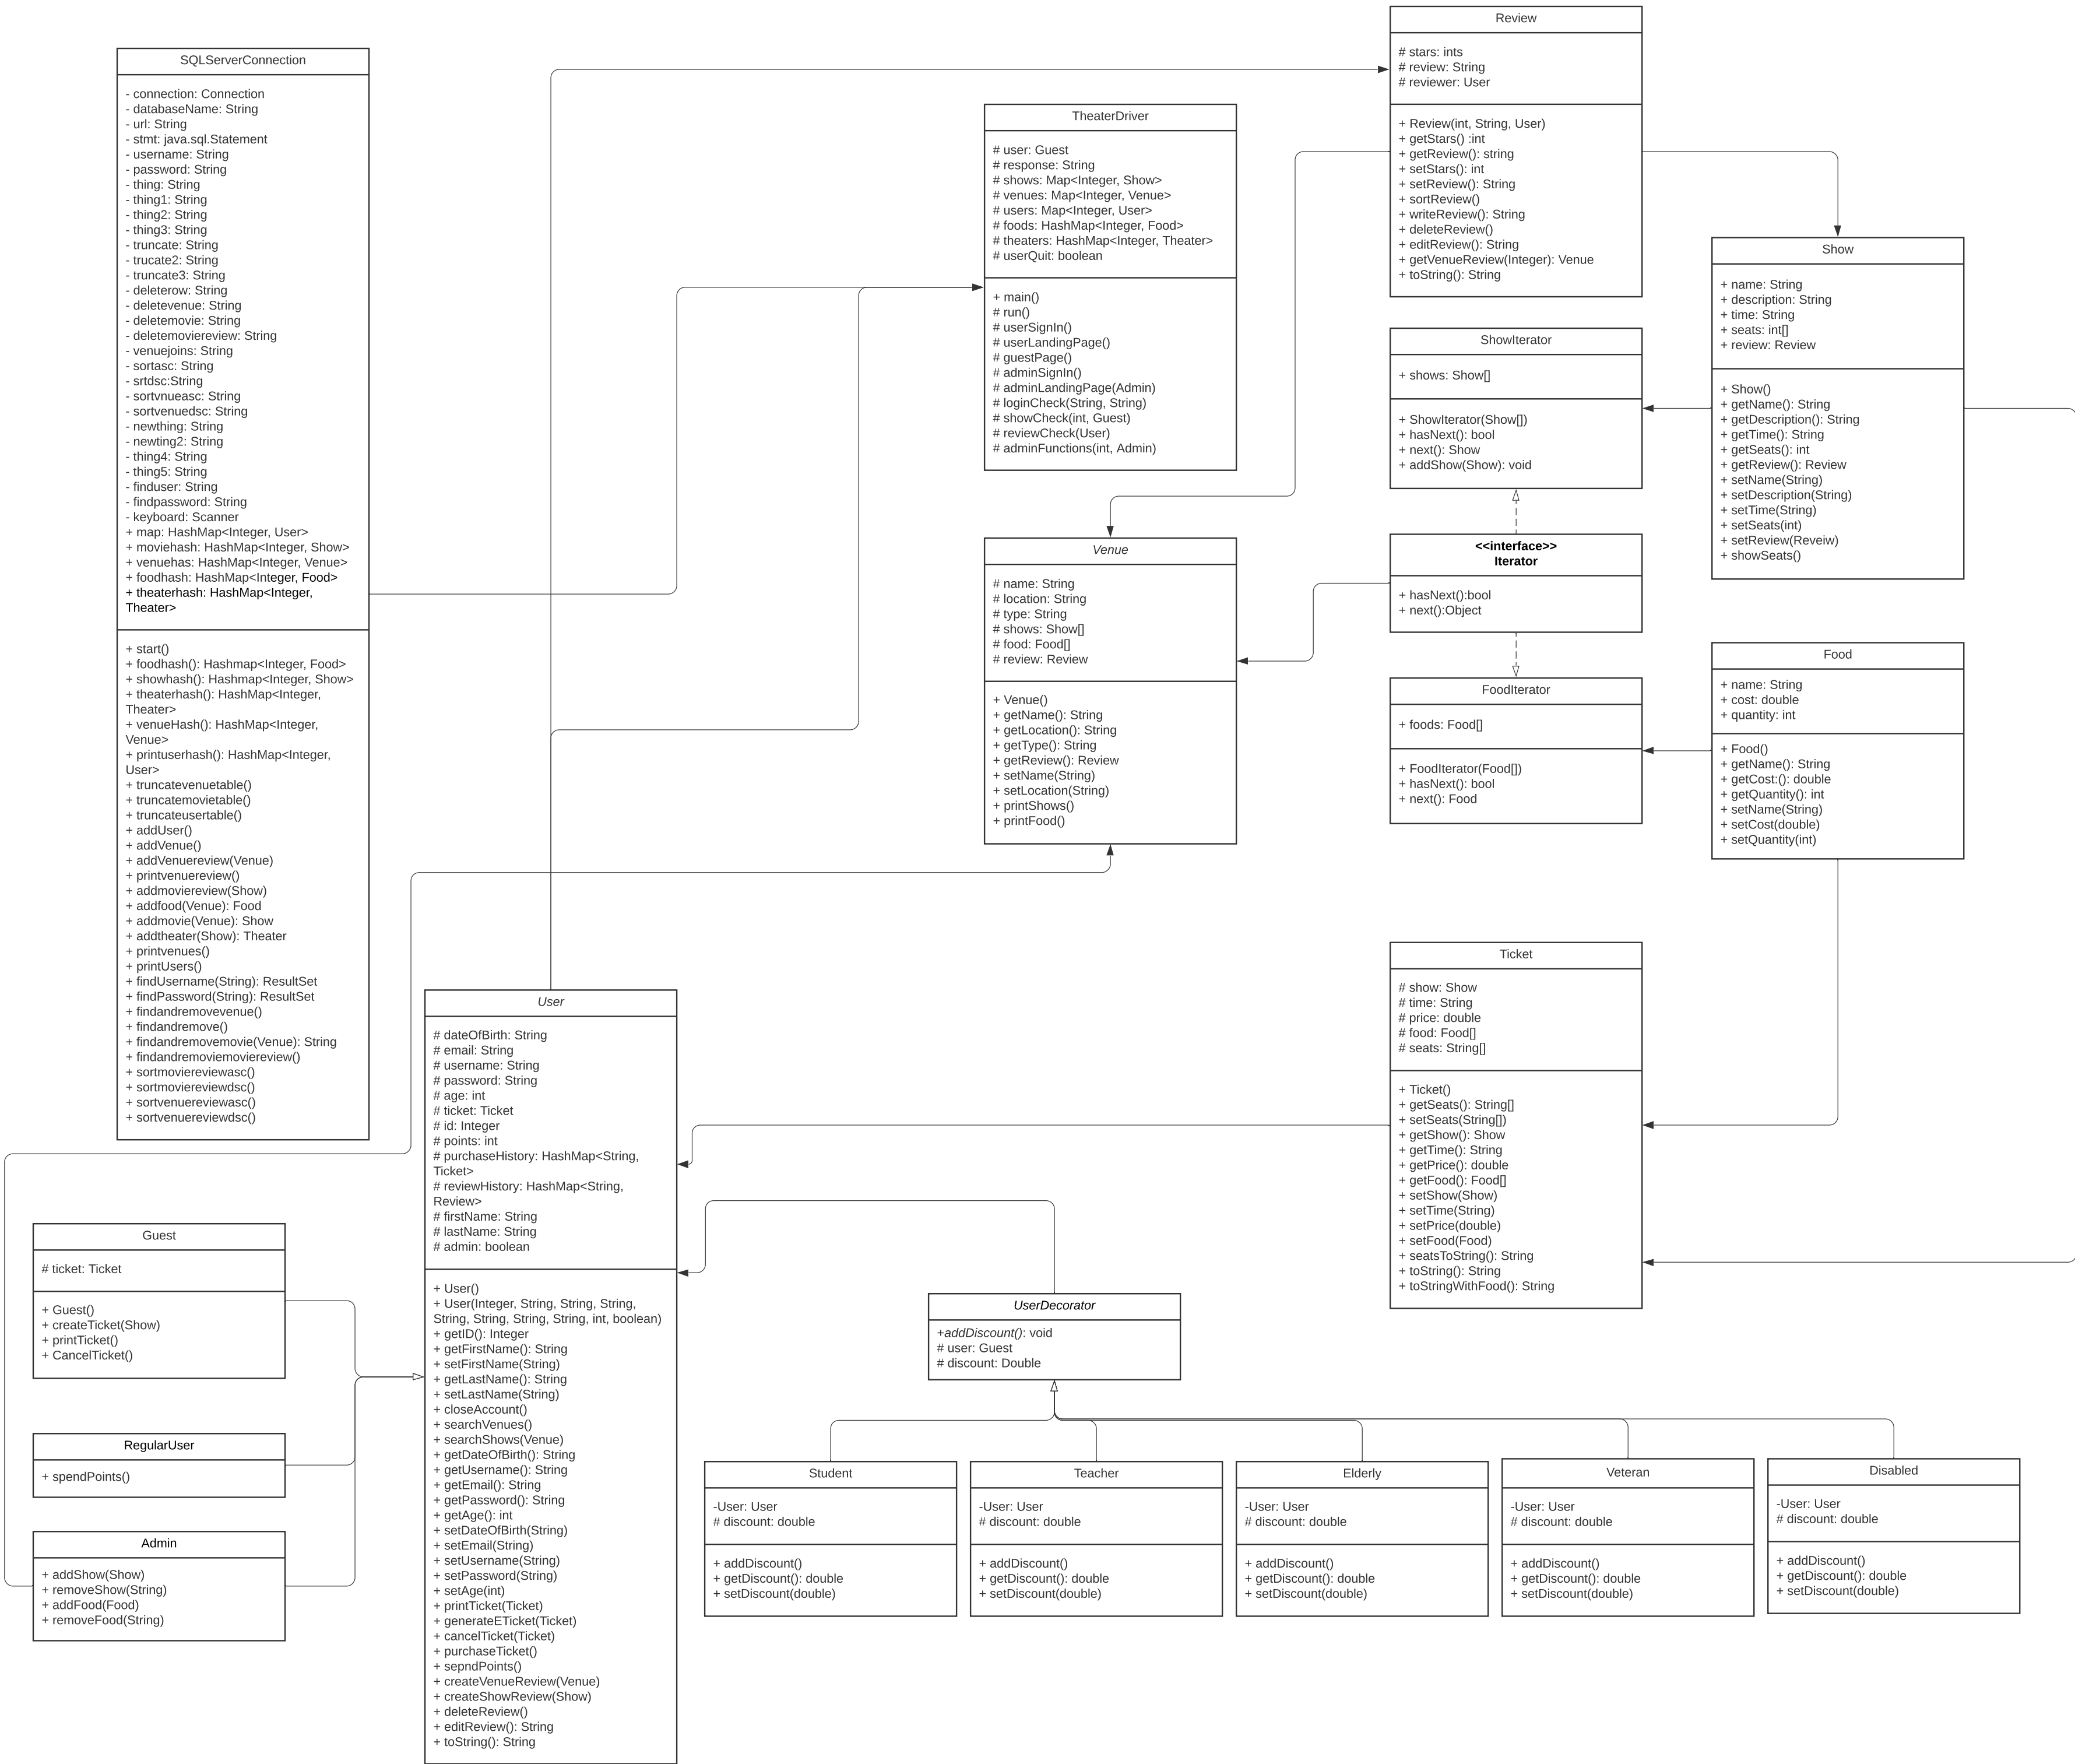 SQLServerConnection
- connection: Connection
- databaseName: String
- url: String
- stmt: java.sql.Statement
- username: String
- password: String
- thing: String
- thing1: String
- thing2: String
- thing3: String
- truncate: String
- trucate2: String
- truncate3: String
- deleterow: String
- deletevenue: String
- deletemovie: String
- deletemoviereview: String
- venuejoins: String
- sortasc: String
- srtdsc:String
- sortvnueasc: String
- sortvenuedsc: String
- newthing: String
- newting2: String
- thing4: String
- thing5: String
- finduser: String
- findpassword: String
- keyboard: Scanner
+ map: HashMap<Integer, User>
+ moviehash: HashMap<Integer, Show>
+ venuehas: HashMap<Integer, Venue>
+ foodhash: HashMap<Integer, Food>
+ theaterhash: HashMap<Integer,
Theater>
+ start()
+ foodhash(): Hashmap<Integer, Food>
+ showhash(): Hashmap<Integer, Show>
+ theaterhash(): HashMap<Integer,
Theater>
+ venueHash(): HashMap<Integer,
Venue>
+ printuserhash(): HashMap<Integer,
User>
+ truncatevenuetable()
+ truncatemovietable()
+ truncateusertable()
+ addUser()
+ addVenue()
+ addVenuereview(Venue)
+ printvenuereview()
+ addmoviereview(Show)
+ addfood(Venue): Food
+ addmovie(Venue): Show
+ addtheater(Show): Theater
+ printvenues()
+ printUsers()
+ findUsername(String): ResultSet
+ findPassword(String): ResultSet
+ findandremovevenue()
+ findandremove()
+ findandremovemovie(Venue): String
+ findandremoviemoviereview()
+ sortmoviereviewasc()
+ sortmoviereviewdsc()
+ sortvenuereviewasc()
+ sortvenuereviewdsc()
TheaterDriver
# user: Guest
# response: String
# shows: Map<Integer, Show>
# venues: Map<Integer, Venue>
# users: Map<Integer, User>
# foods: HashMap<Integer, Food>
# theaters: HashMap<Integer, Theater>
# userQuit: boolean
+ main()
# run()
# userSignIn()
# userLandingPage()
# guestPage()
# adminSignIn()
# adminLandingPage(Admin)
# loginCheck(String, String)
# showCheck(int, Guest)
# reviewCheck(User)
# adminFunctions(int, Admin)
Review
# stars: ints
# review: String
# reviewer: User
+ Review(int, String, User)
+ getStars() :int
+ getReview(): string
+ setStars(): int
+ setReview(): String
+ sortReview()
+ writeReview(): String
+ deleteReview()
+ editReview(): String
+ getVenueReview(Integer): Venue
+ toString(): String
Show
+ name: String
+ description: String
+ time: String
+ seats: int[]
+ review: Review
+ Show()
+ getName(): String
+ getDescription(): String
+ getTime(): String
+ getSeats(): int
+ getReview(): Review
+ setName(String)
+ setDescription(String)
+ setTime(String)
+ setSeats(int)
+ setReview(Reveiw)
+ showSeats()
ShowIterator
+ shows: Show[]
+ ShowIterator(Show[])
+ hasNext(): bool
+ next(): Show
+ addShow(Show): void
<<interface>>
Iterator
+ hasNext():bool
+ next():Object
Venue
# name: String
# location: String
# type: String
# shows: Show[]
# food: Food[]
# review: Review
+ Venue()
+ getName(): String
+ getLocation(): String
+ getType(): String
+ getReview(): Review
+ setName(String)
+ setLocation(String)
+ printShows()
+ printFood()
FoodIterator
+ foods: Food[]
+ FoodIterator(Food[])
+ hasNext(): bool
+ next(): Food
Food
+ name: String
+ cost: double
+ quantity: int
+ Food()
+ getName(): String
+ getCost:(): double
+ getQuantity(): int
+ setName(String)
+ setCost(double)
+ setQuantity(int)
Ticket
# show: Show
# time: String
# price: double
# food: Food[]
# seats: String[]
+ Ticket()
+ getSeats(): String[]
+ setSeats(String[])
+ getShow(): Show
+ getTime(): String
+ getPrice(): double
+ getFood(): Food[]
+ setShow(Show)
+ setTime(String)
+ setPrice(double)
+ setFood(Food)
+ seatsToString(): String
+ toString(): String
+ toStringWithFood(): String
User
# dateOfBirth: String
# email: String
# username: String
# password: String
# age: int
# ticket: Ticket
# id: Integer
# points: int
# purchaseHistory: HashMap<String,
Ticket>
# reviewHistory: HashMap<String,
Review>
# firstName: String
# lastName: String
# admin: boolean
+ User()
+ User(Integer, String, String, String,
String, String, String, String, int, boolean)
+ getID(): Integer
+ getFirstName(): String
+ setFirstName(String)
+ getLastName(): String
+ setLastName(String)
+ closeAccount()
+ searchVenues()
+ searchShows(Venue)
+ getDateOfBirth(): String
+ getUsername(): String
+ getEmail(): String
+ getPassword(): String
+ getAge(): int
+ setDateOfBirth(String)
+ setEmail(String)
+ setUsername(String)
+ setPassword(String)
+ setAge(int)
+ printTicket(Ticket)
+ generateETicket(Ticket)
+ cancelTicket(Ticket)
+ purchaseTicket()
+ sepndPoints()
+ createVenueReview(Venue)
+ createShowReview(Show)
+ deleteReview()
+ editReview(): String
+ toString(): String
Guest
# ticket: Ticket
+ Guest()
+ createTicket(Show)
+ printTicket()
+ CancelTicket()
RegularUser
+ spendPoints()
Admin
+ addShow(Show)
+ removeShow(String)
+ addFood(Food)
+ removeFood(String)
UserDecorator
+addDiscount(): void
# user: Guest
# discount: Double
Student
-User: User
# discount: double
+ addDiscount()
+ getDiscount(): double
+ setDiscount(double)
Teacher
-User: User
# discount: double
+ addDiscount()
+ getDiscount(): double
+ setDiscount(double)
Elderly
-User: User
# discount: double
+ addDiscount()
+ getDiscount(): double
+ setDiscount(double)
Veteran
-User: User
# discount: double
+ addDiscount()
+ getDiscount(): double
+ setDiscount(double)
Disabled
-User: User
# discount: double
+ addDiscount()
+ getDiscount(): double
+ setDiscount(double)